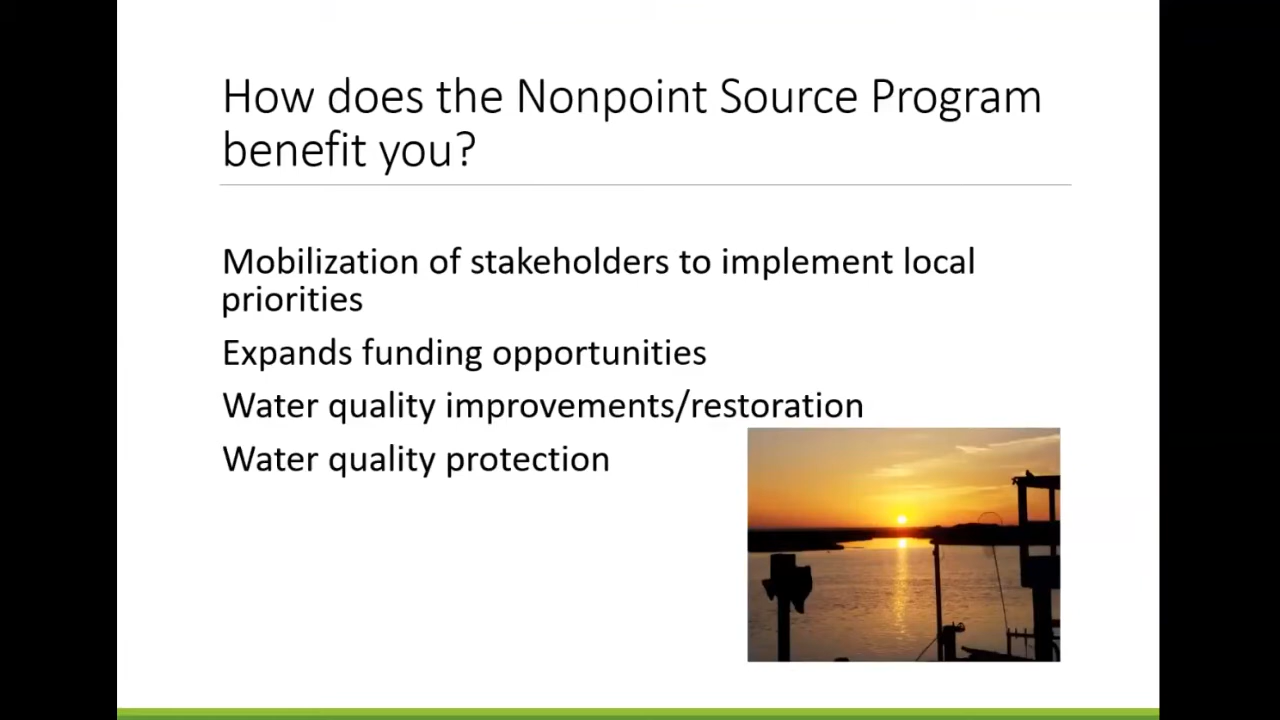 How does the Nonpoint Source Program
benefit you?
Mobilization of stakeholders to implement local
priorities
Expands funding opportunities
Water quality improvements/restoration
Water quality protection